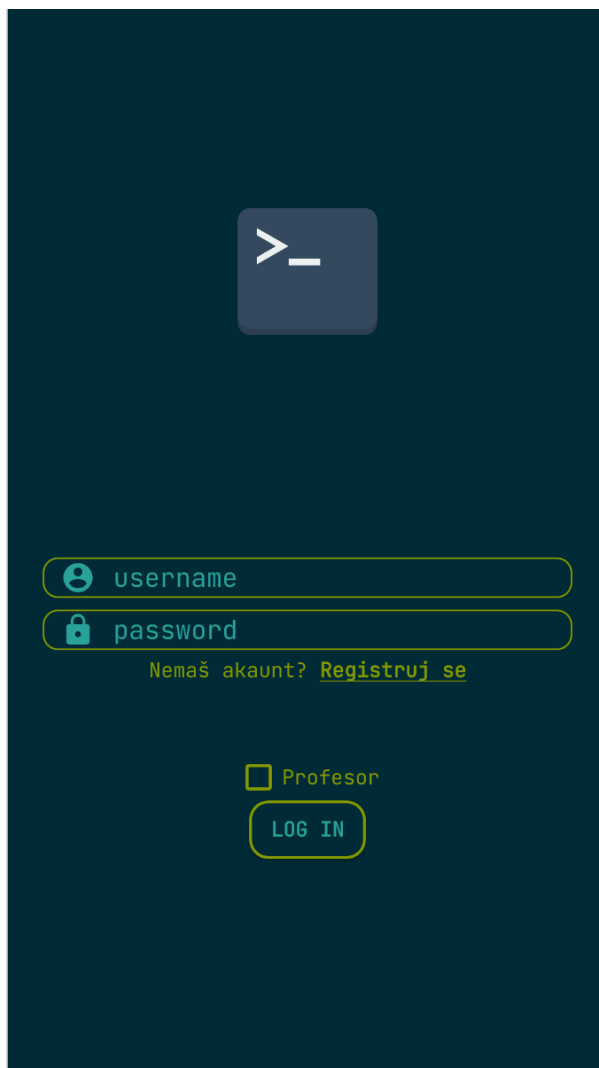 >_
username
password
Nemaš akaunt? Registruj se
Profesor
LOG IN